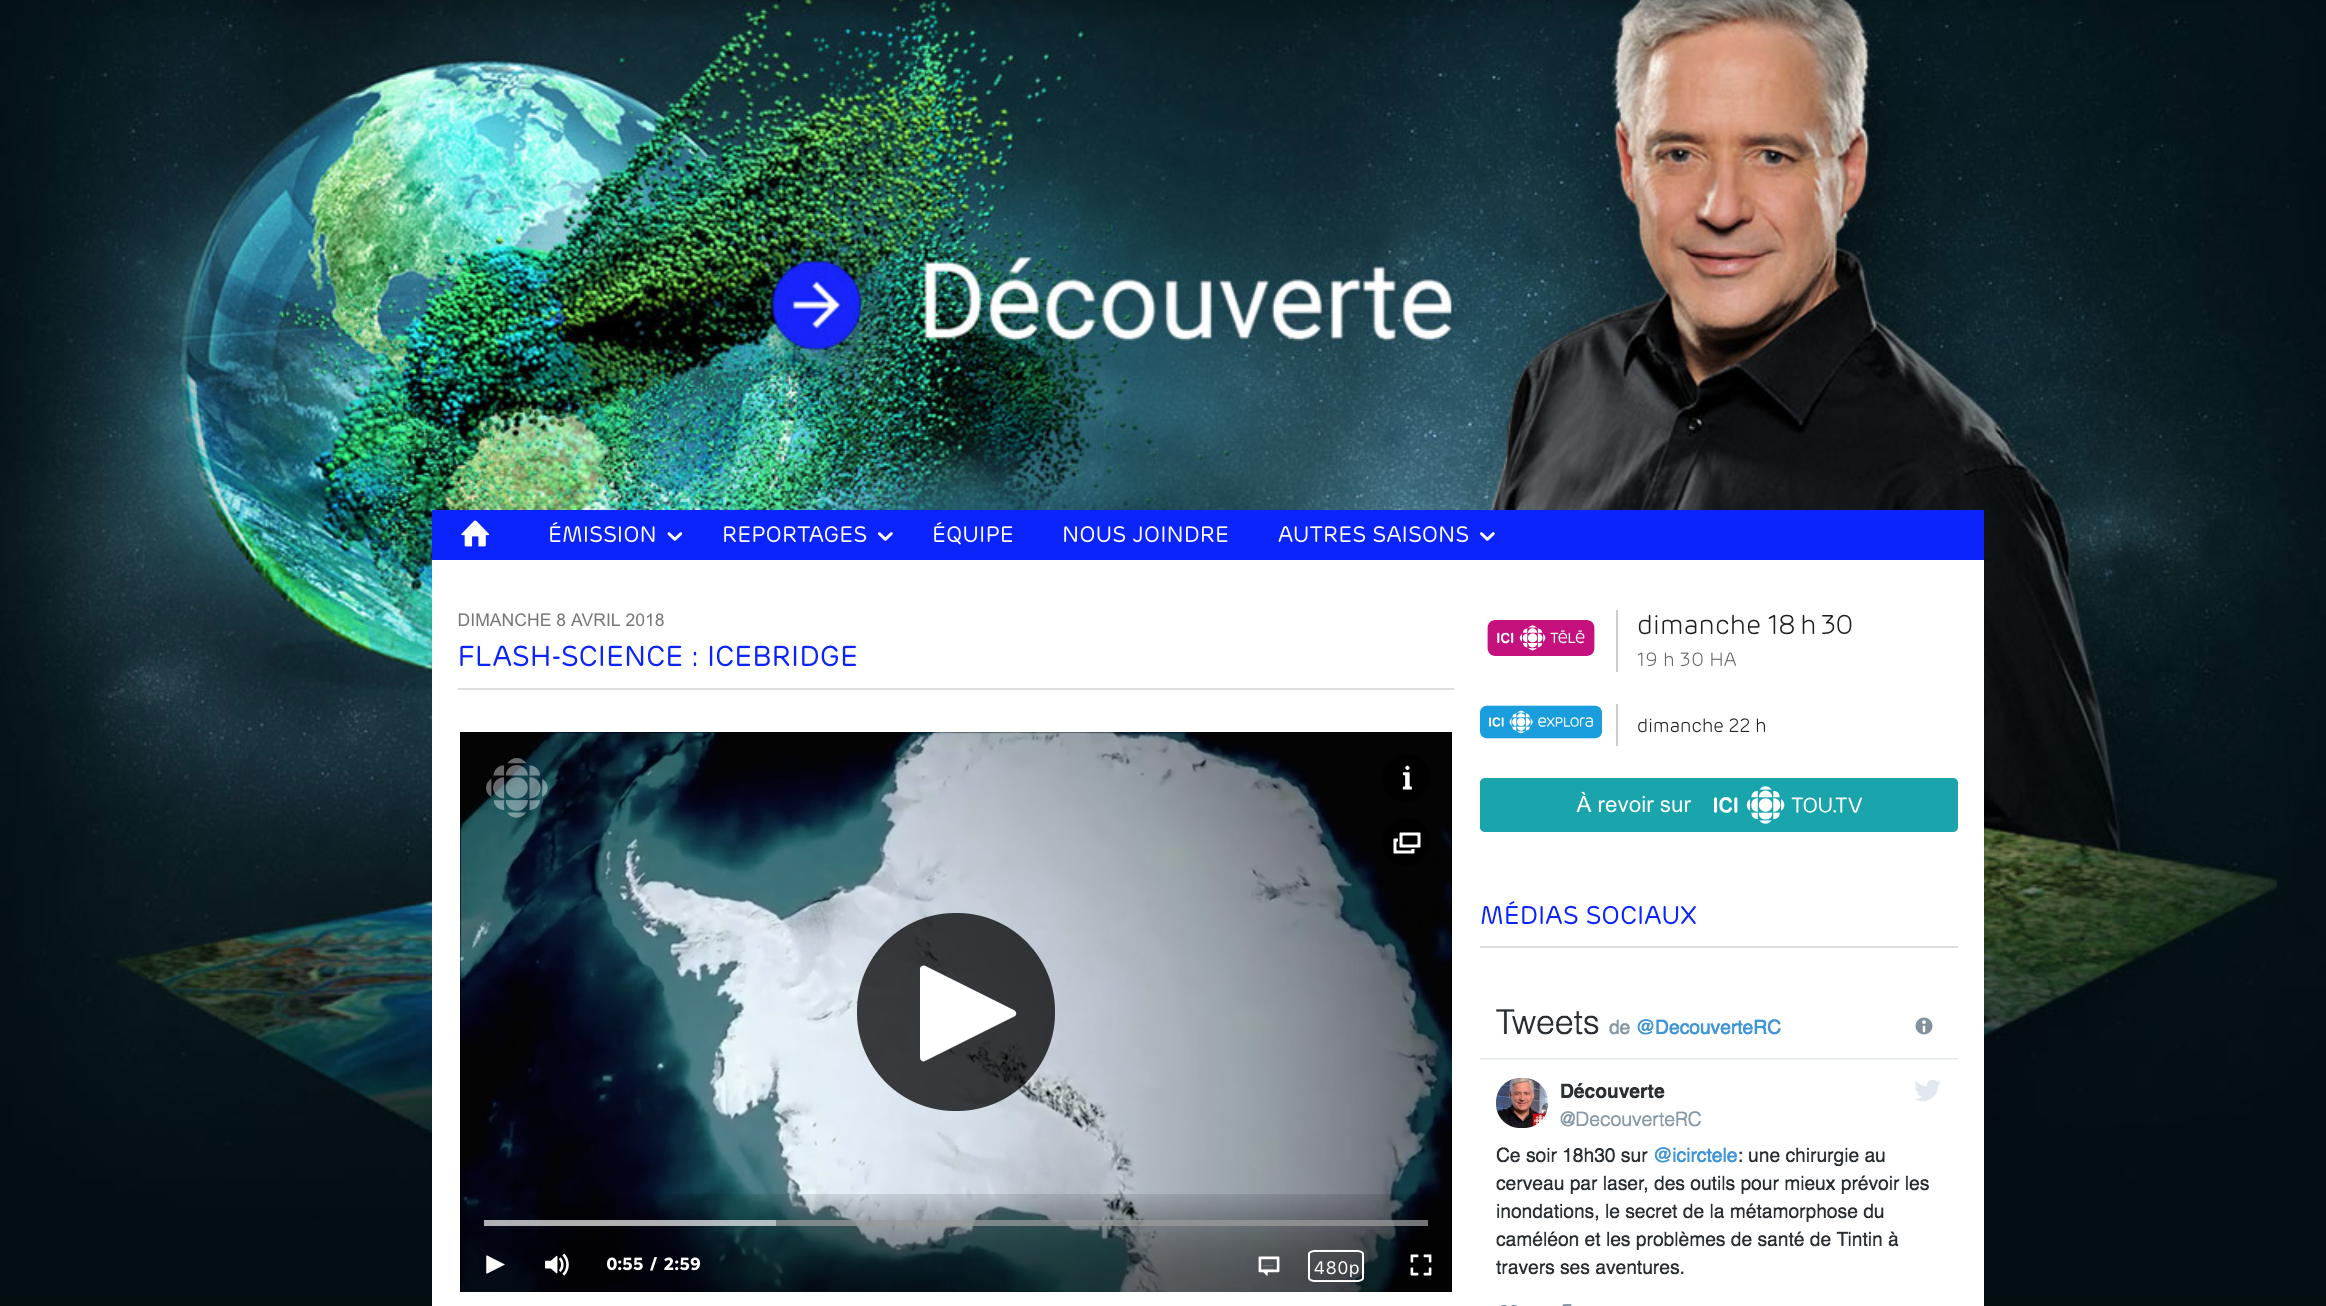 Découverte
ÉMISSION
REPORTAGES
ÉQUIPE
NOUS JOINDRE
AUTRES SAISONS
DIMANCHE 8 AVRIL 2018
FLASH-SCIENCE : ICEBRIDGE
0:55 / 2:59
480p
ICI TÉLÉ
dimanche 18 h 30
19 h 30 HA
ICI EXPLORA
dimanche 22 h
À revoir sur ICI TOU.TV
MÉDIAS SOCIAUX
Tweets de @DecouverteRC
Découverte
@DecouverteRC
Ce soir 18h30 sur @icirctele: une chirurgie au
cerveau par laser, des outils pour mieux prévoir les
inondations, le secret de la métamorphose du
caméléon et les problèmes de santé de Tintin à
travers ses aventures.